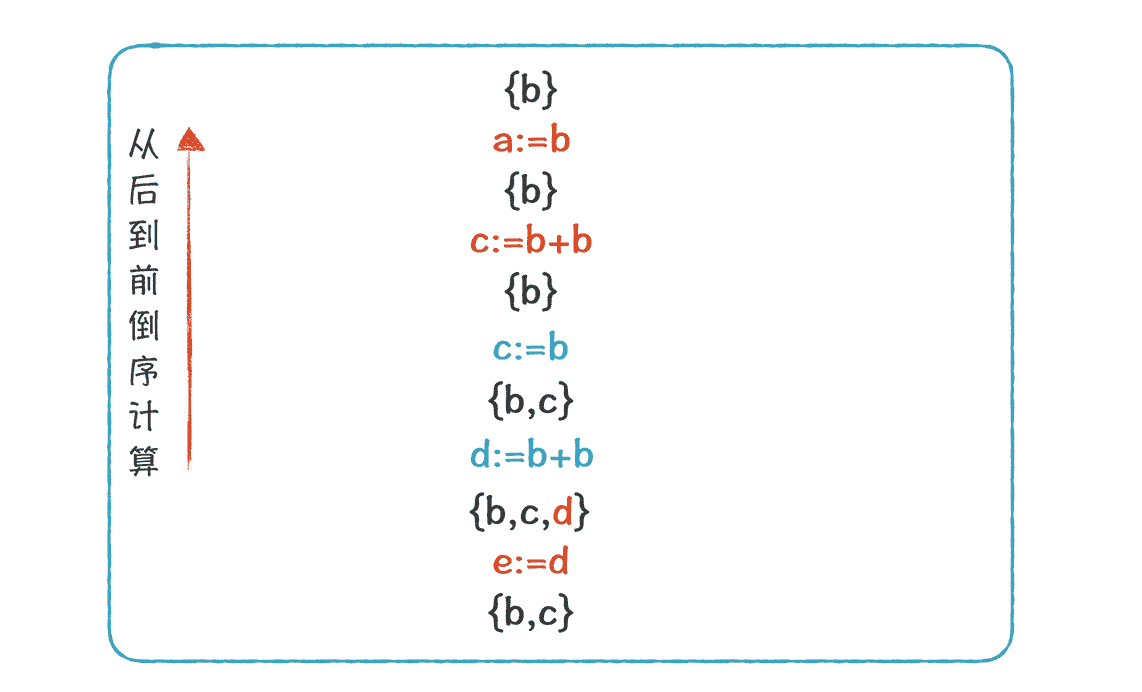 从后到前倒序计算
{b}
a:=b
{b}
c:=b+b
{b}
c:=b
{b,c}
d:=b+b
{b,c,d}
e:=d
{b,c}